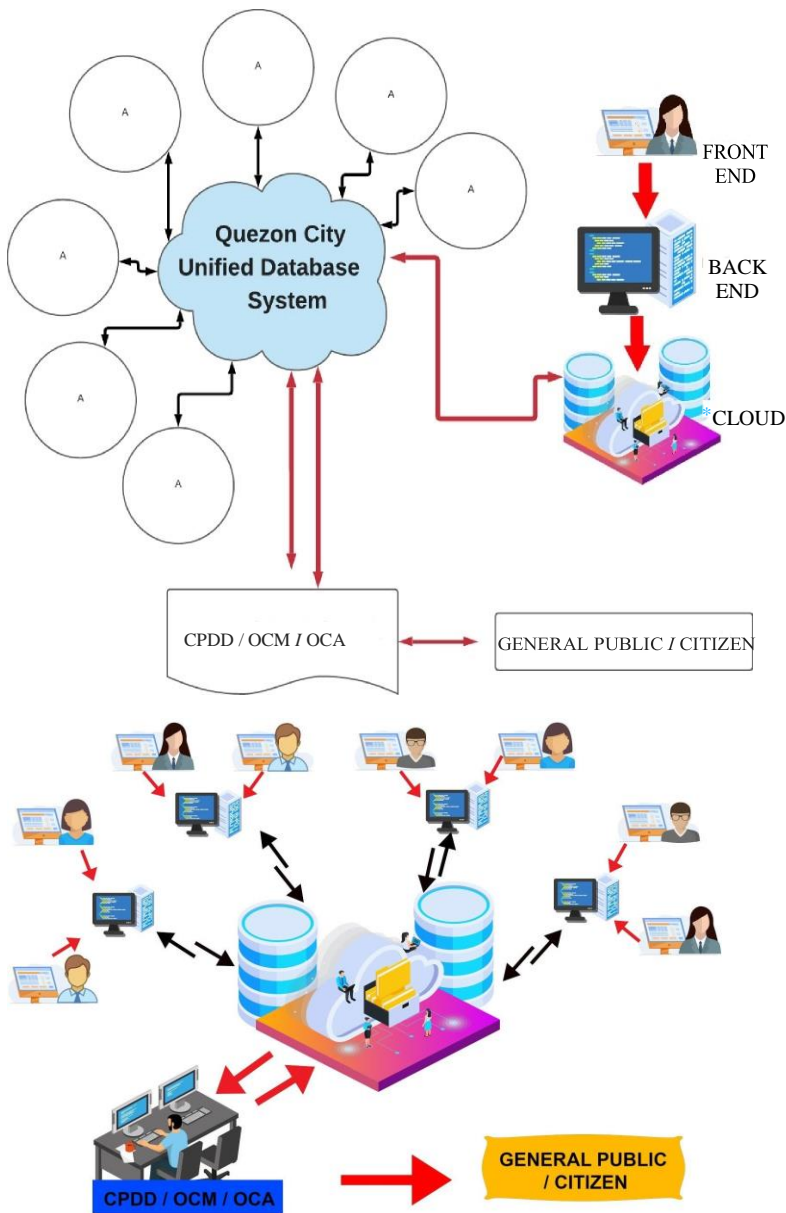 A
A
A
A
A
A
A
A
Quezon City
Unified Database
System
FRONT
END
BACK
END
*CLOUD
CPDD / OCM I OCA
GENERAL PUBLIC I CITIZEN
CPDD / OCM / OCA
GENERAL PUBLIC
/ CITIZEN